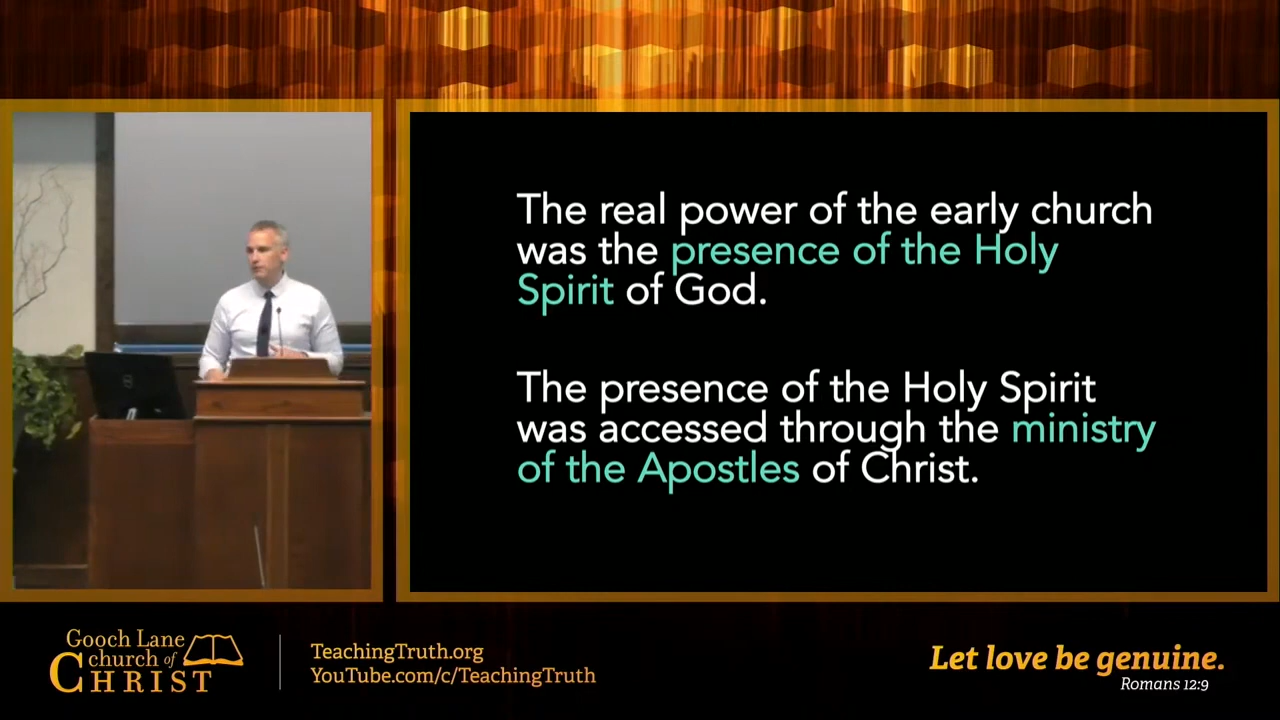 The real power of the early church
was the presence of the Holy
Spirit of God.
The presence of the Holy Spirit
was accessed through the ministry
of the Apostles of Christ.
Gooch Lane
church of
CHRIST
TeachingTruth.org
YouTube.com/c/TeachingTruth
Let love be genuine.
Romans 12:9